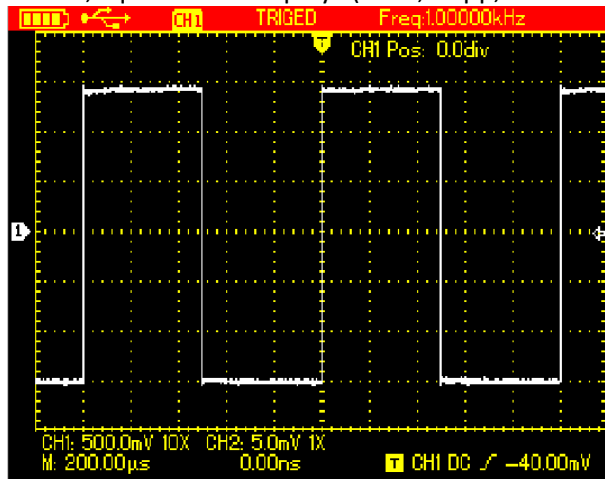 CH1 TRIGED Freq:1.00000kHz
T CH1 Pos: 0.0div
1
CH1: 500.0mV 10X CH2: 5.0mV 1X
M: 200.00µs 0.00ns T CH1 DC -40.00mV